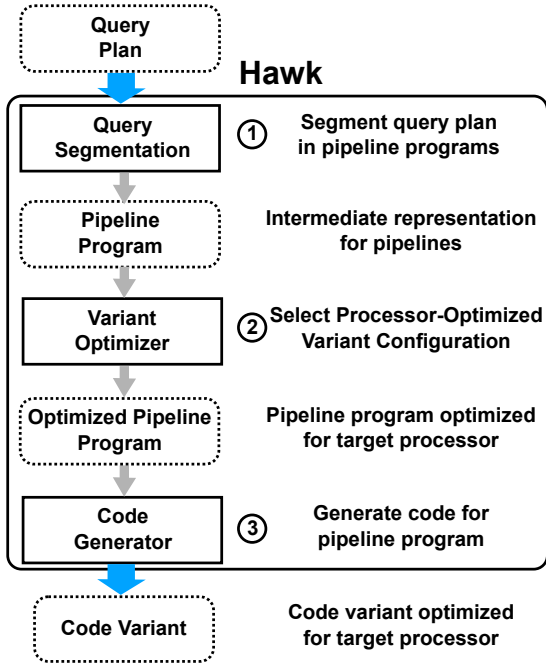 Query
Plan
Hawk
Query
Segmentation
1
Segment query plan
in pipeline programs
Pipeline
Program
Intermediate representation
for pipelines
Variant
Optimizer
2
Select Processor-Optimized
Variant Configuration
Optimized Pipeline
Program
Pipeline program optimized
for target processor
Code
Generator
3
Generate code for
pipeline program
Code Variant
Code variant optimized
for target processor